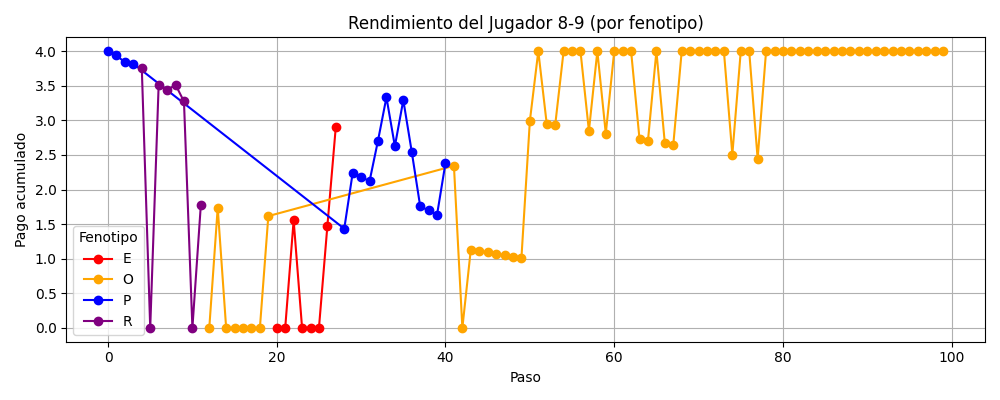 Rendimiento del Jugador 8-9 (por fenotipo)
Pago acumulado
4.0
3.5
3.0
2.5
2.0
1.5
1.0
0.5
0.0
Fenotipo
E
O
P
R
0 20 40 60 80 100
Paso